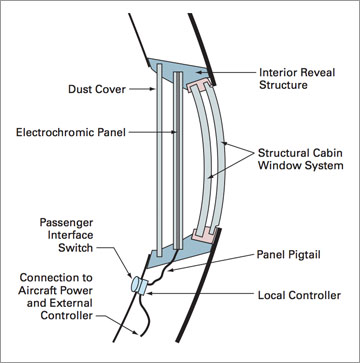 Interior Reveal
Structure
Dust Cover
Electrochromic Panel
Structural Cabin
Window System
Passenger
Interface
Switch
Panel Pigtail
Connection to
Aircraft Power
and External
Controller
Local Controller